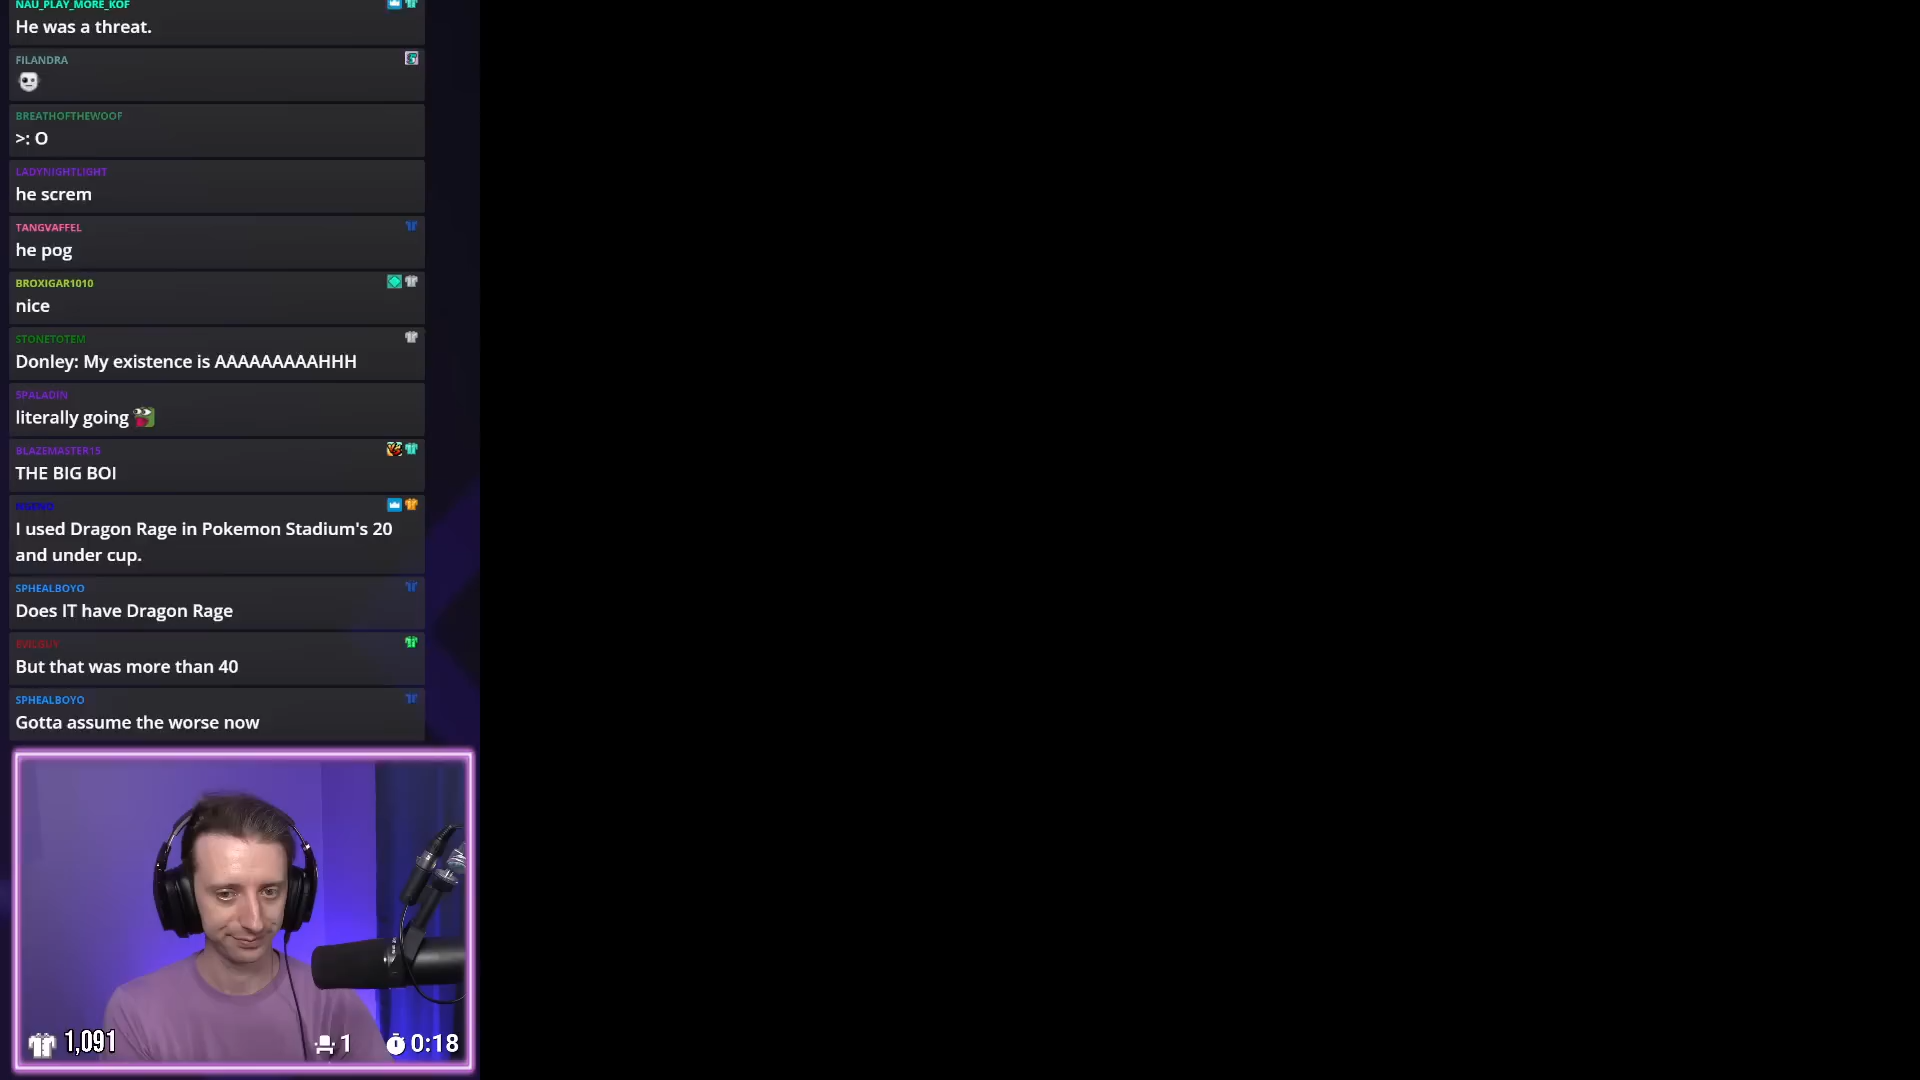 NAU_PLAY_MORE_KOF
He was a threat.
FILANDRA
BREATHOFTHEWOOF
>: O
LADYNIGHTLIGHT
he screm
TANGVAFFEL
he pog
BROXIGAR1010
nice
STONETOTEM
Donley: My existence is AAAAAAAAAHHH
5PALADIN
literally going
BLAZEMASTER15
THE BIG BOI
I used Dragon Rage in Pokemon Stadium's 20
and under cup.
SPHEALBOYO
Does IT have Dragon Rage
EVILGUY
But that was more than 40
SPHEALBOYO
Gotta assume the worse now
1,091
1
0:18